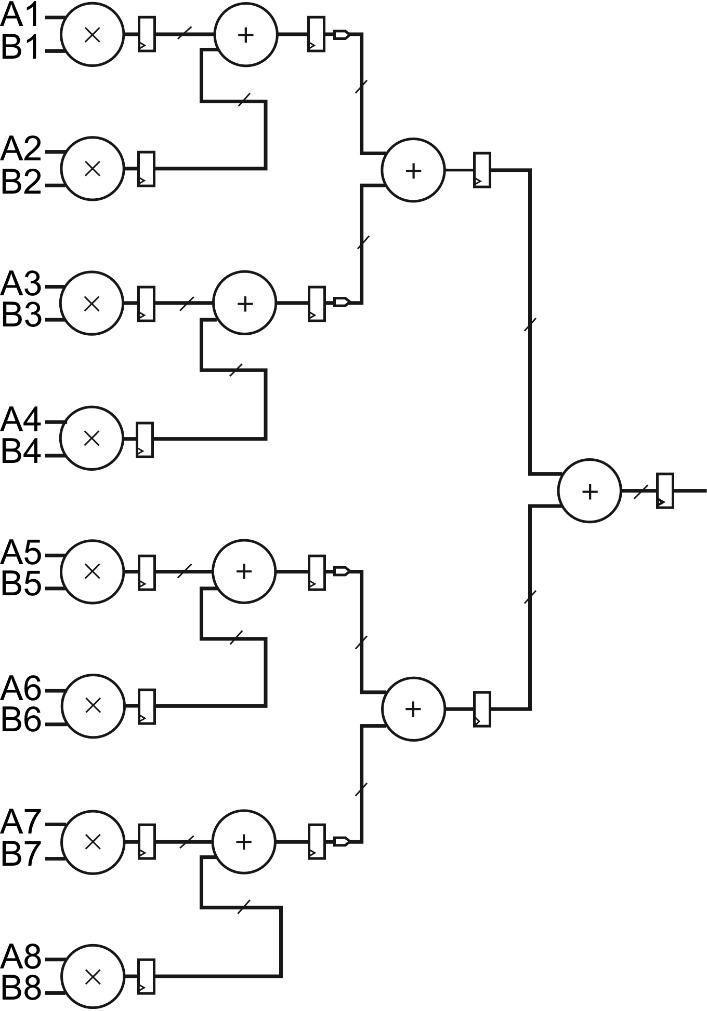 A1
B1
×
+
A2
B2
×
+
A3
B3
×
+
A4
B4
×
+
A5
B5
×
+
A6
B6
×
+
A7
B7
×
+
A8
B8
×